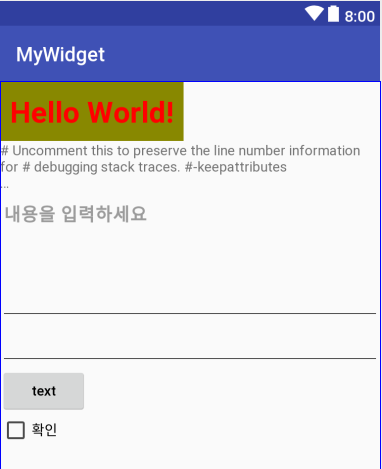 8:00
MyWidget
Hello World!
# Uncomment this to preserve the line number information
for # debugging stack traces. #-keepattributes
...
내용을 입력하세요
text
확인